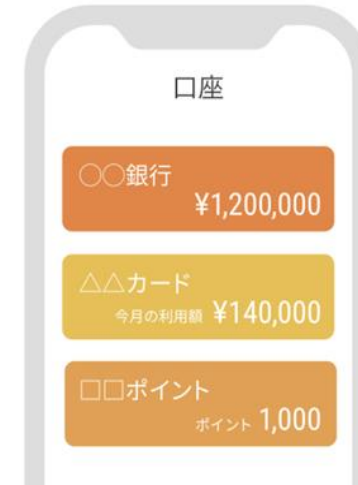 口座
○○銀行
¥1,200,000
△△カード
今月の利用額 ¥140,000
□□ポイント
ポイント 1,000